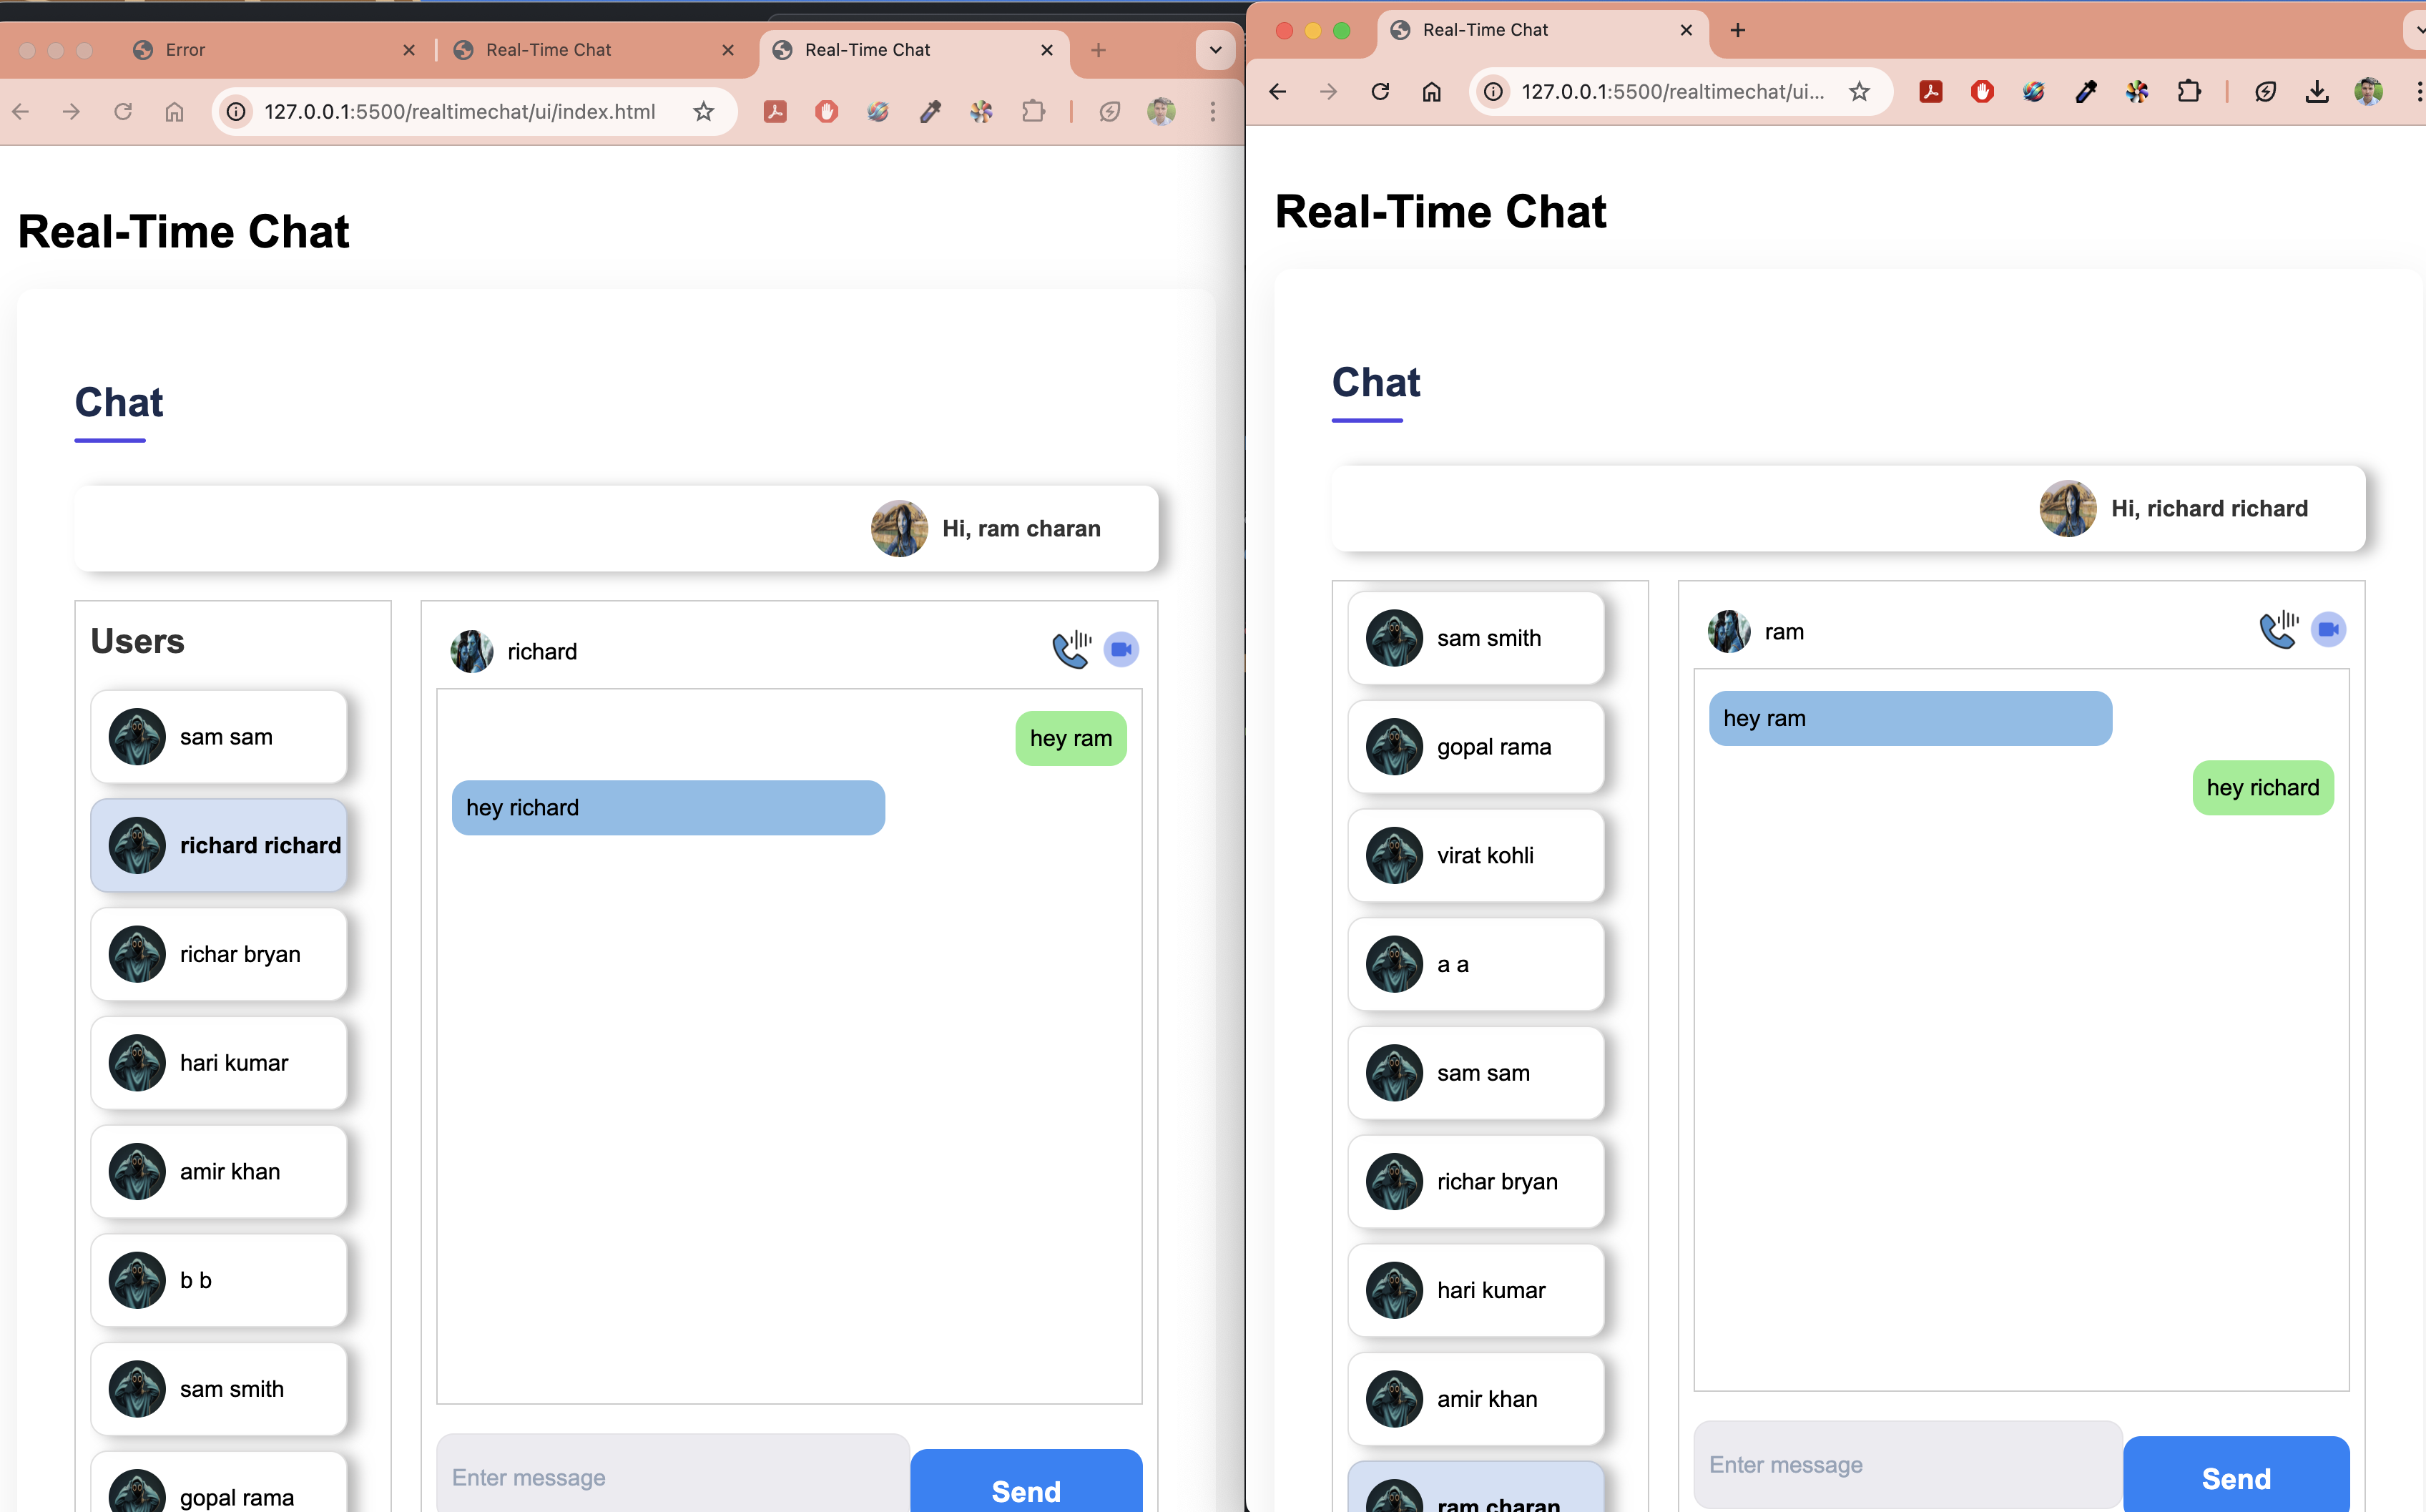 Error
Real-Time Chat
Real-Time Chat
127.0.0.1:5500/realtimechat/ui/index.html
Real-Time Chat
Chat
Hi, ram charan
Users
sam sam
richard richard
richar bryan
hari kumar
amir khan
b b
sam smith
gopal rama
richard
hey ram
hey richard
Enter message
Send
Real-Time Chat
127.0.0.1:5500/realtimechat/ui...
Real-Time Chat
Chat
Hi, richard richard
sam smith
gopal rama
virat kohli
a a
sam sam
richar bryan
hari kumar
amir khan
ram charan
ram
hey ram
hey richard
Enter message
Send